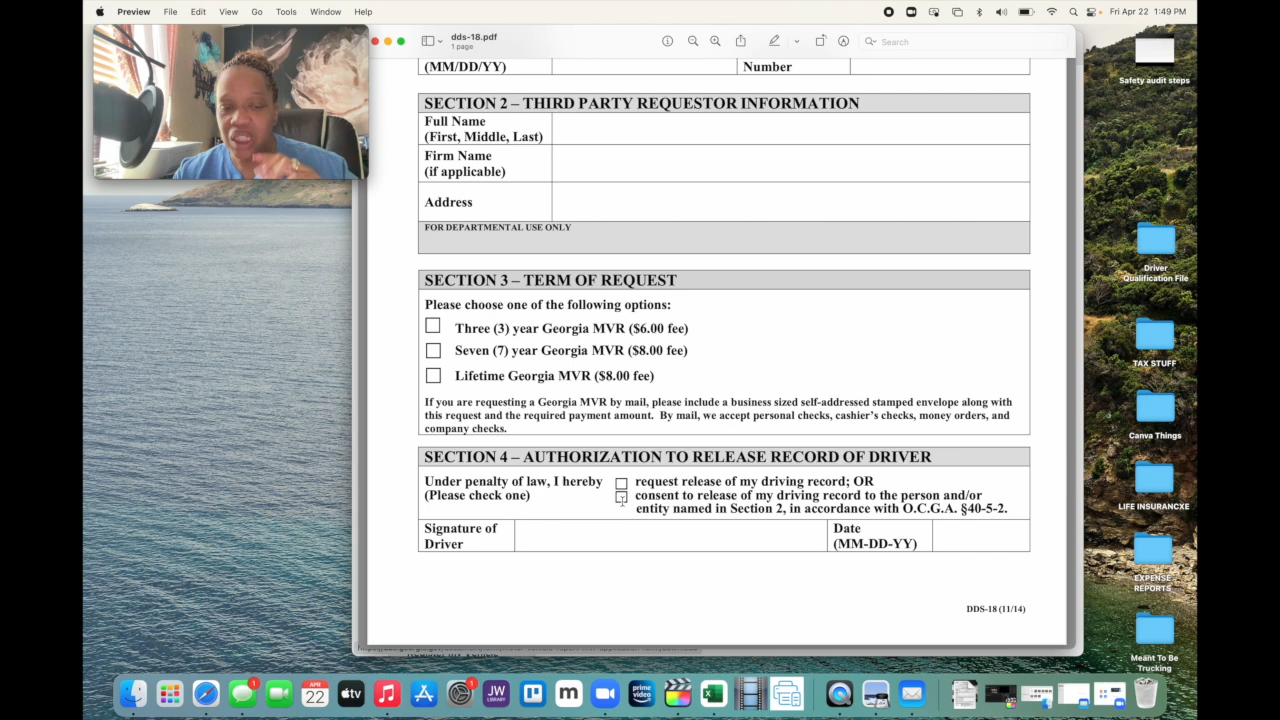 Preview File Edit View Go Tools Window Help
Fri Apr 22 1:49 PM
dds-18.pdf
1 page
Search
(MM/DD/YY)
Number
SECTION 2 – THIRD PARTY REQUESTOR INFORMATION
Full Name
(First, Middle, Last)
Firm Name
(if applicable)
Address
FOR DEPARTMENTAL USE ONLY
SECTION 3 – TERM OF REQUEST
Please choose one of the following options:
Three (3) year Georgia MVR ($6.00 fee)
Seven (7) year Georgia MVR ($8.00 fee)
Lifetime Georgia MVR ($8.00 fee)
If you are requesting a Georgia MVR by mail, please include a business sized self-addressed stamped envelope along with
this request and the required payment amount. By mail, we accept personal checks, cashier's checks, money orders, and
company checks.
SECTION 4 – AUTHORIZATION TO RELEASE RECORD OF DRIVER
Under penalty of law, I hereby
(Please check one)
request release of my driving record; OR
consent to release of my driving record to the person and/or
entity named in Section 2, in accordance with O.C.G.A. §40-5-2.
Signature of
Driver
Date
(MM-DD-YY)
DDS-18 (11/14)
Safety audit steps
Driver
Qualification File
TAX STUFF
Canva Things
LIFE INSURANCXE
EXPENSE
REPORTS
Meant To Be
Trucking
1
APR
22
tv
1
JW
LIBRARY
m
prime
video
X